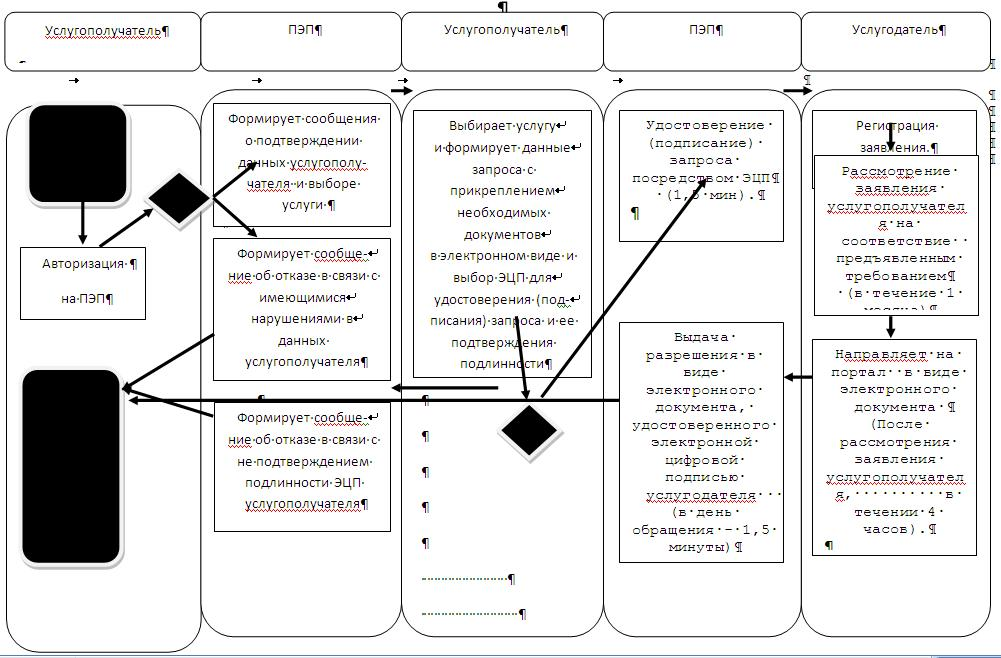 Услугополучатель
ПЭП
Услугополучатель
ПЭП
Услугодатель
Авторизация
на ПЭП
Формирует сообщения
о подтверждении
данных услугополу-
чателя и выборе
услуги
Формирует сообще-
ние об отказе в связи с
имеющимися
нарушениями в
данных
услугополучателя
Формирует сообще-
ние об отказе в связи с
не подтверждением
подлинности ЭЦП
услугополучателя
Выбирает услугу
и формирует данные
запроса с
прикреплением
необходимых
документов
в электронном виде и
выбор ЭЦП для
удостоверения (под-
писания) запроса и ее
подтверждения
подлинности
Удостоверение
(подписание)
запроса
посредством ЭЦП
(1,5 мин).
Выдача
разрешения в
виде
электронного
документа,
удостоверенного
электронной
цифровой
подписью
услугодателя
(в день
обращения – 1,5
минуты)
Регистрация
заявления.
Рассмотрение
заявления
услугополучател
я на
соответствие
предъявленным
требованием
(в течение 1
месяца)
Направляет на
портал в виде
электронного
документа
(После
рассмотрения
заявления
услугополучател
я, в
течении 4
часов).